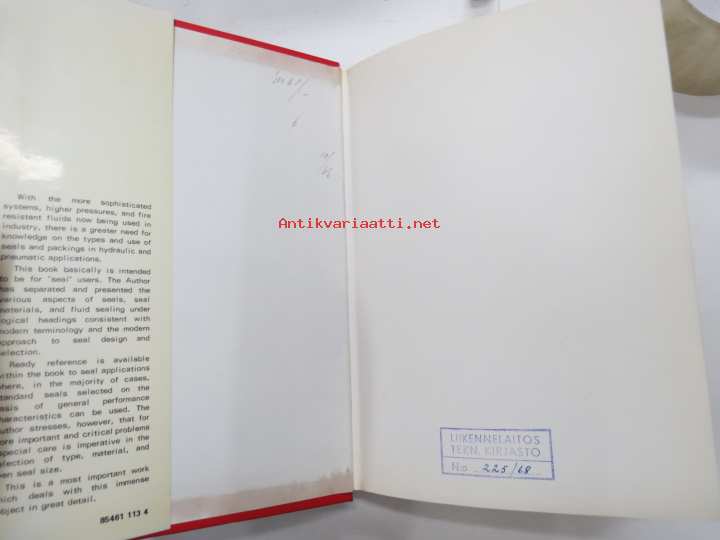 With the more sophisticated
systems, higher pressures, and fire
resistant fluids now being used in
industry, there is a greater need for
knowledge on the types and use of
seals and packings in hydraulic and
pneumatic applications.
This book basically is intended
to be for "seal" users. The Author
has separated and presented the
various aspects of seals, seal
materials, and fluid sealing under
logical headings consistent with
modern terminology and the modern
approach to seal design and
selection.
Ready reference is available
within the book to seal applications
where, in the majority of cases,
standard seals selected on the
basis of general performance
characteristics can be used. The
author stresses, however, that for
more important and critical problems
special care is imperative in the
selection of type, material, and
even seal size.
This is a most important work
which deals with this immense
subject in great detail.
85461 113 4
Antikvariaatti.net
LIIKENNELAITOS
TEKN. KIRJASTO
No 225/68